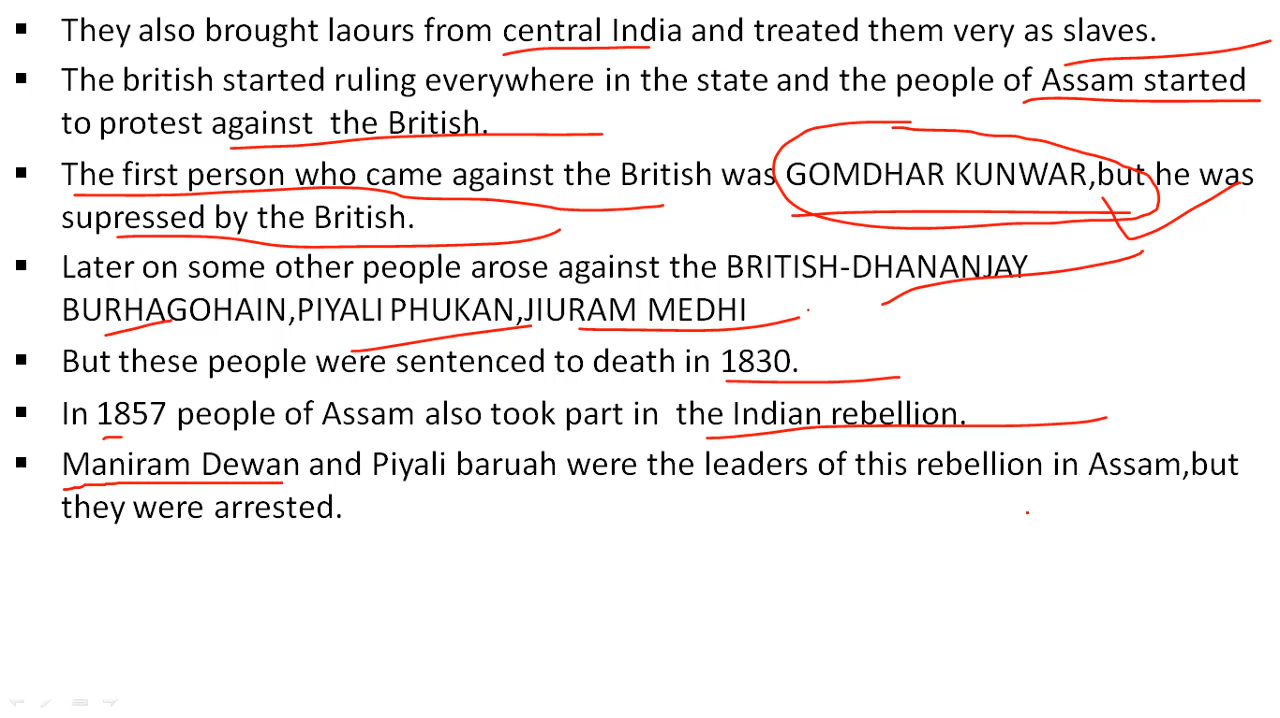 ▪ They also brought laours from central India and treated them very as slaves.
▪ The british started ruling everywhere in the state and the people of Assam started
to protest against the British.
▪ The first person who came against the British was GOMDHAR KUNWAR,but he was
supressed by the British.
▪ Later on some other people arose against the BRITISH-DHANANJAY
BURHAGOHAIN,PIYALI PHUKAN,JIURAM MEDHI
▪ But these people were sentenced to death in 1830.
▪ In 1857 people of Assam also took part in the Indian rebellion.
▪ Maniram Dewan and Piyali baruah were the leaders of this rebellion in Assam,but
they were arrested.